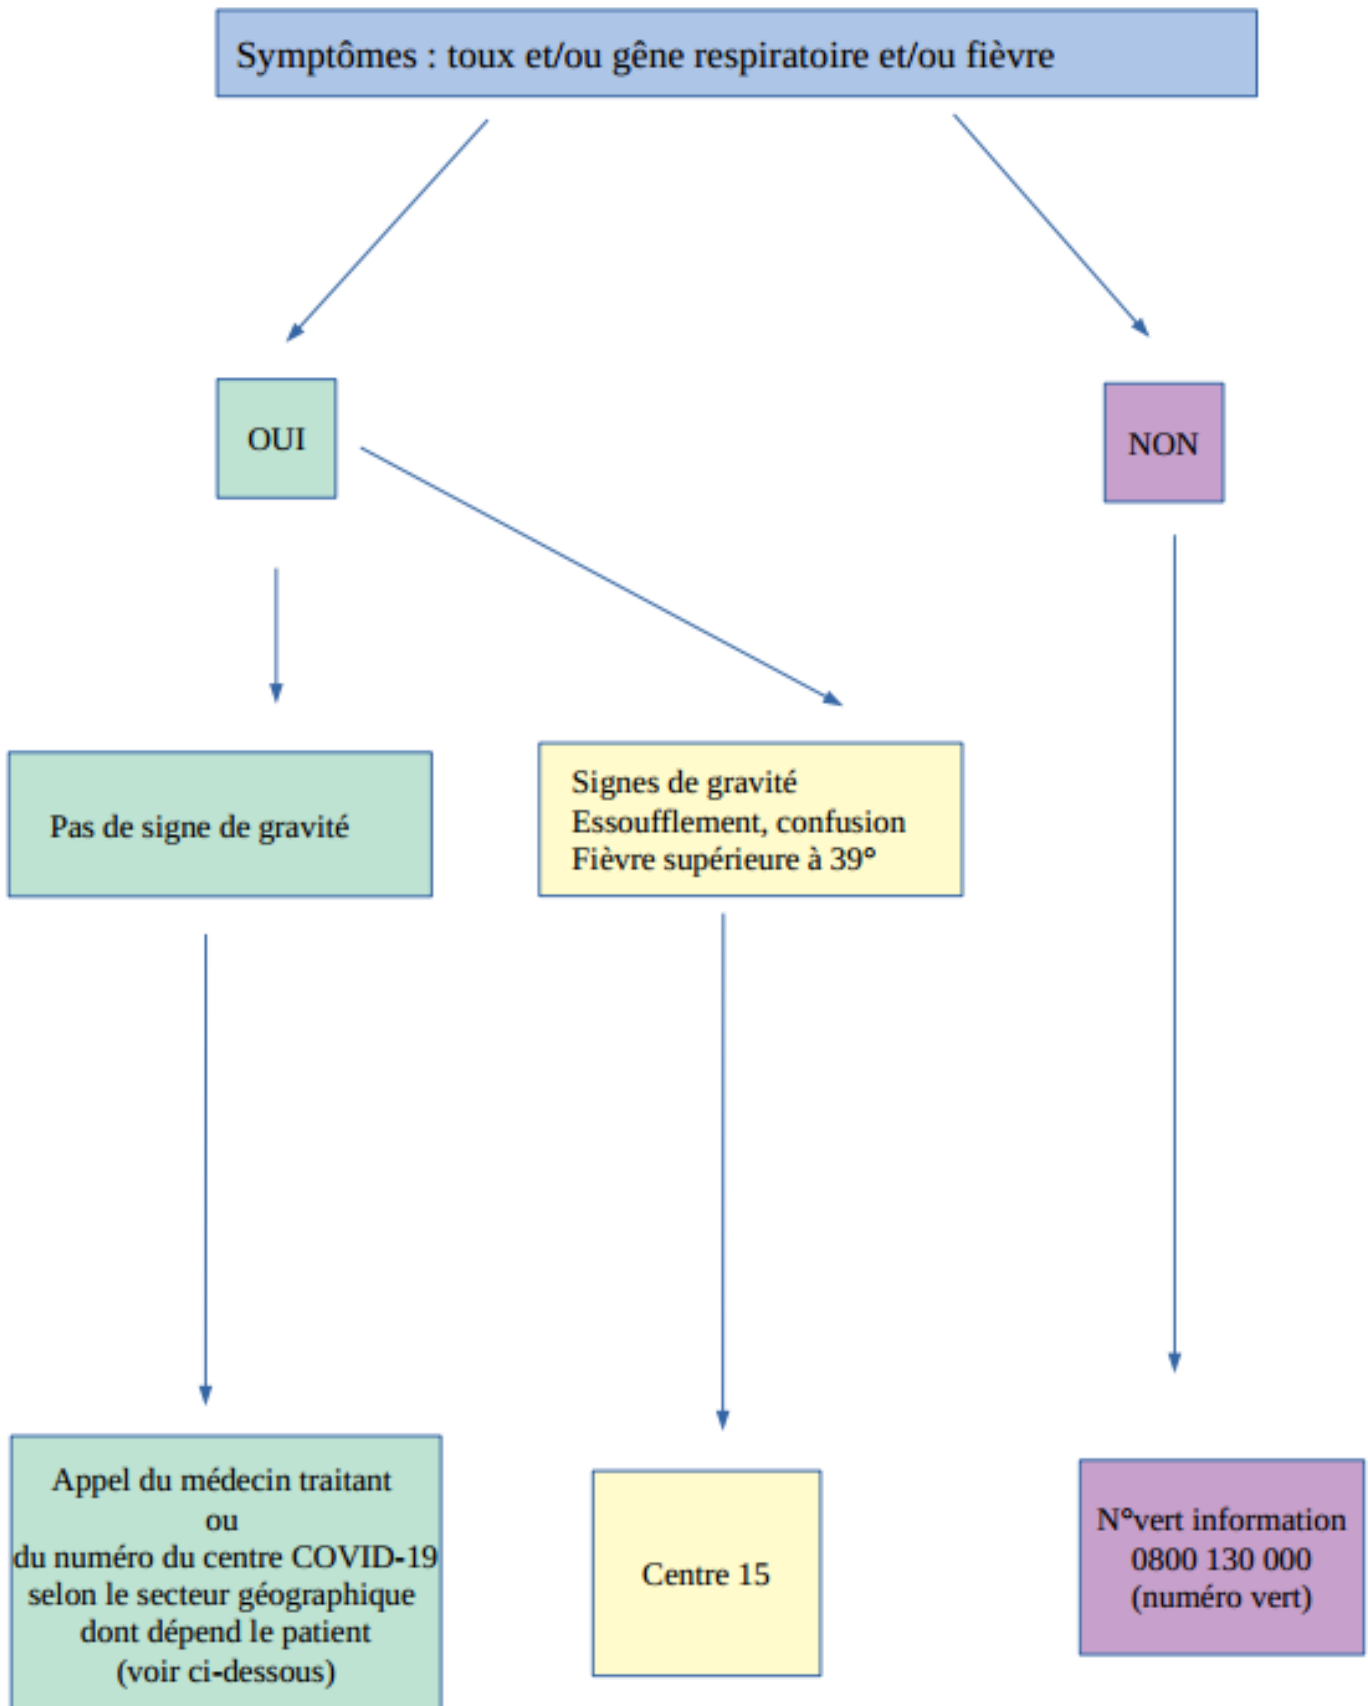 Symptômes : toux et/ou gêne respiratoire et/ou fièvre
OUI
NON
Pas de signe de gravité
Signes de gravité
Essoufflement, confusion
Fièvre supérieure à 39°
Appel du médecin traitant
ou
du numéro du centre COVID-19
selon le secteur géographique
dont dépend le patient
(voir ci-dessous)
Centre 15
N°vert information
0800 130 000
(numéro vert)